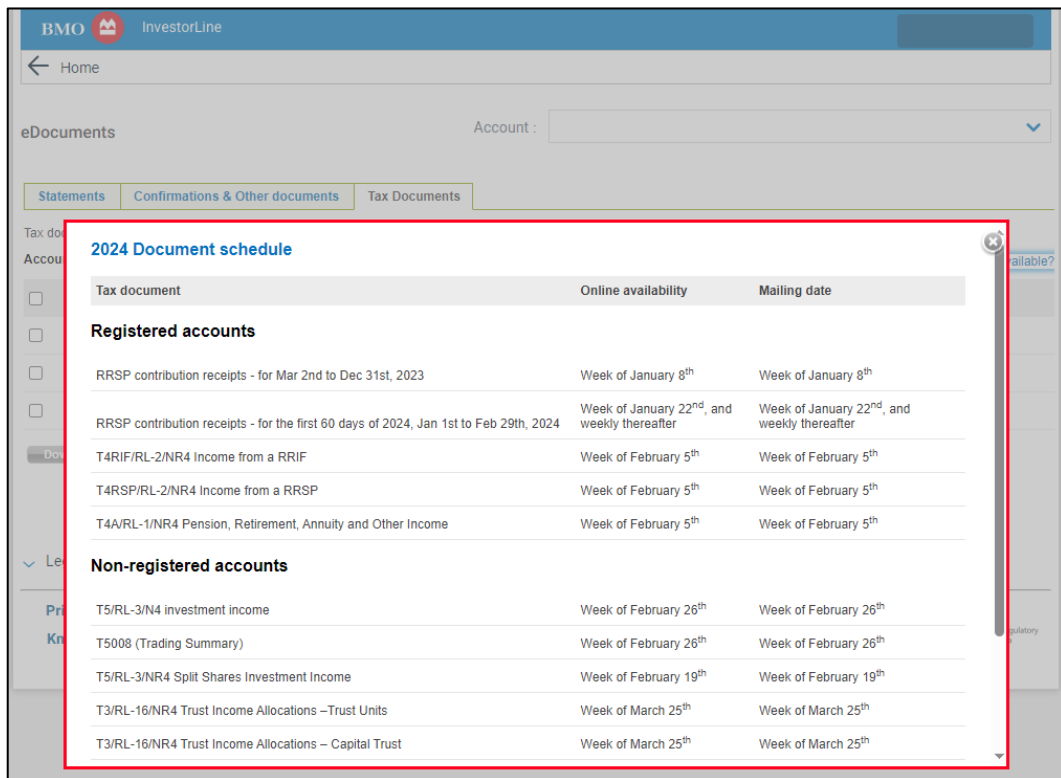 BMO InvestorLine
Home
eDocuments
Account :
Statements Confirmations & Other documents Tax Documents
Tax
2024 Document schedule
Tax document Online availability Mailing date
Registered accounts
RRSP contribution receipts - for Mar 2nd to Dec 31st, 2023 Week of January 8th Week of January 8th
Week of January 22nd, and Week of January 22nd, and
RRSP contribution receipts - for the first 60 days of 2024, Jan 1st to Feb 29th, 2024 weekly thereafter weekly thereafter
T4RIF/RL-2/NR4 Income from a RRIF Week of February 5th Week of February 5th
T4RSP/RL-2/NR4 Income from a RRSP Week of February 5th Week of February 5th
T4A/RL-1/NR4 Pension, Retirement, Annuity and Other Income Week of February 5th Week of February 5th
Non-registered accounts
T5/RL-3/N4 investment income Week of February 26th Week of February 26th
T5008 (Trading Summary) Week of February 26th Week of February 26th
T5/RL-3/NR4 Split Shares Investment Income Week of February 19th Week of February 19th
T3/RL-16/NR4 Trust Income Allocations –Trust Units Week of March 25th Week of March 25th
T3/RL-16/NR4 Trust Income Allocations – Capital Trust Week of March 25th Week of March 25th